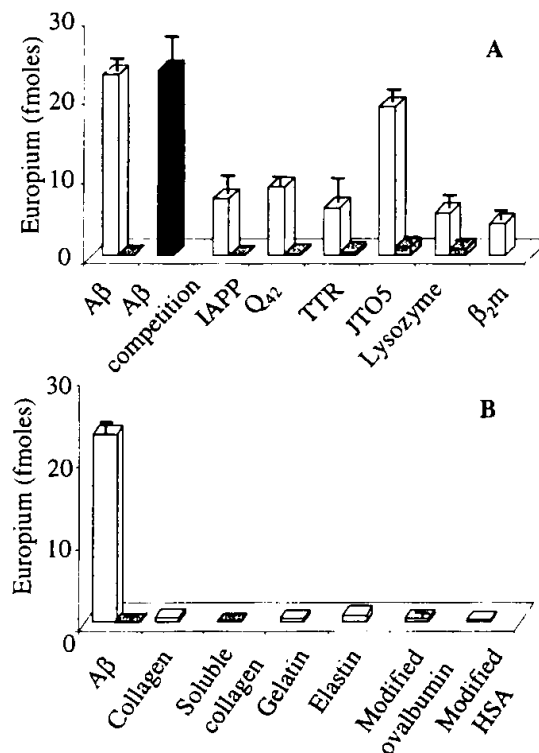 A
Europium (fmoles)
30
20
10
0
Aβ
Aβ
competition
IAPP
Q₄₂
TTR
JTO5
Lysozyme
β₂m
B
Europium (fmoles)
30
20
10
0
Aβ
Collagen
Soluble
collagen
Gelatin
Elastin
Modified
ovalbumin
Modified
HSA